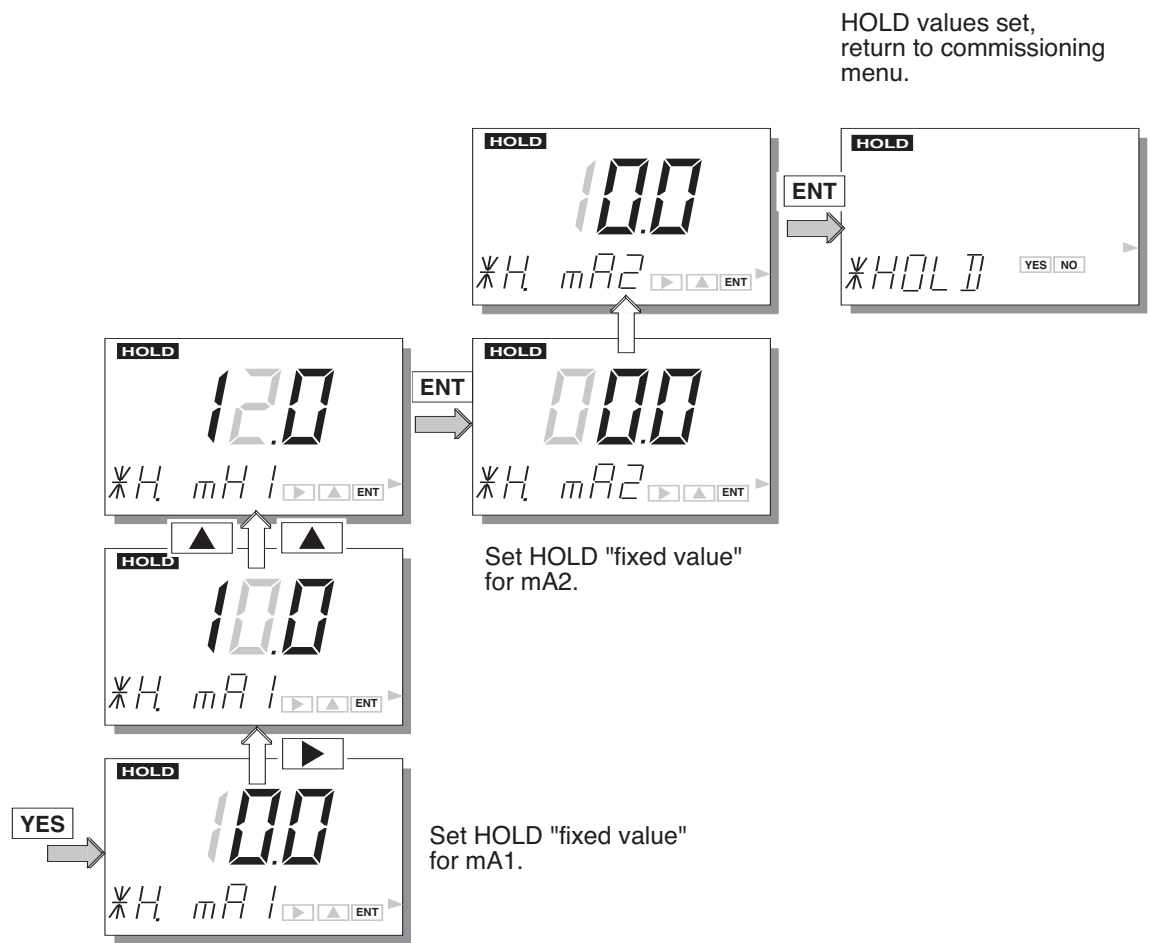 HOLD values set,
return to commissioning
menu.
HOLD
10.0
*H. mA2 ENT
ENT
HOLD
*HOLD YES NO
HOLD
12.0
*H. mH1 ENT
ENT
HOLD
00.0
*H. mA2 ENT
Set HOLD "fixed value"
for mA2.
HOLD
10.0
*H. mA1 ENT
YES
HOLD
10.0
*H. mA1 ENT
Set HOLD "fixed value"
for mA1.